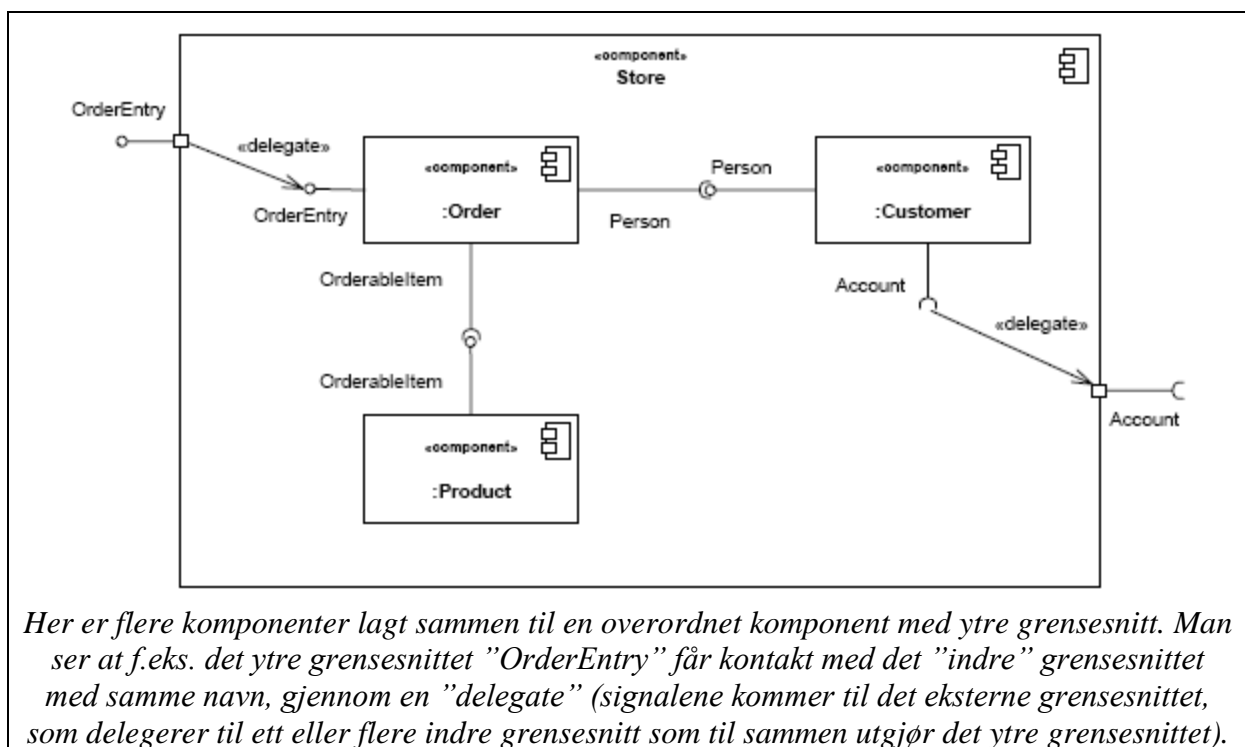 «component»
Store
OrderEntry
«delegate»
OrderEntry
«component»
:Order
Person
Person
«component»
:Customer
OrderableItem
Account
«delegate»
OrderableItem
Account
«component»
:Product
Her er flere komponenter lagt sammen til en overordnet komponent med ytre grensesnitt. Man
ser at f.eks. det ytre grensesnittet ”OrderEntry” får kontakt med det ”indre” grensesnittet
med samme navn, gjennom en ”delegate” (signalene kommer til det eksterne grensesnittet,
som delegerer til ett eller flere indre grensesnitt som til sammen utgjør det ytre grensesnittet).